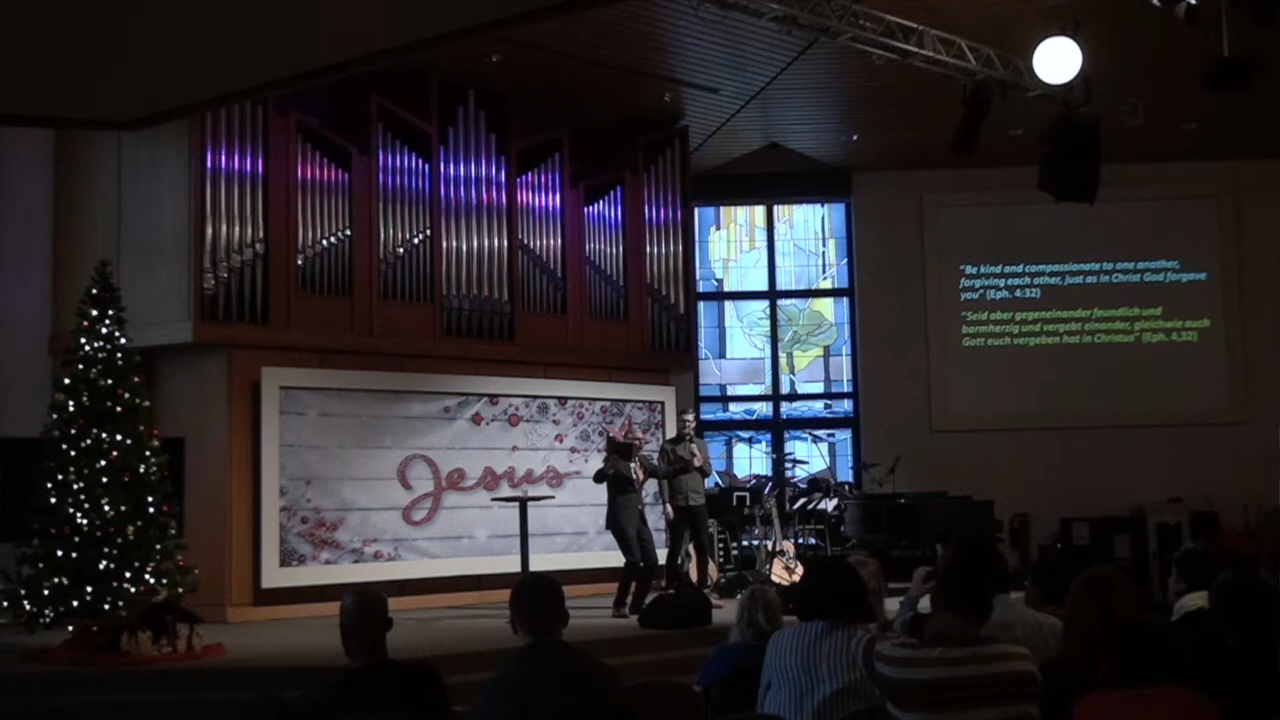 Jesus
"Be kind and compassionate to one another,
forgiving each other, just as in Christ God forgave
you" (Eph. 4:32)
"Seid aber gegeneinander feundlich und
barmherzig und vergebt einander, gleichwie auch
Gott euch vergeben hat in Christus" (Eph. 4,32)